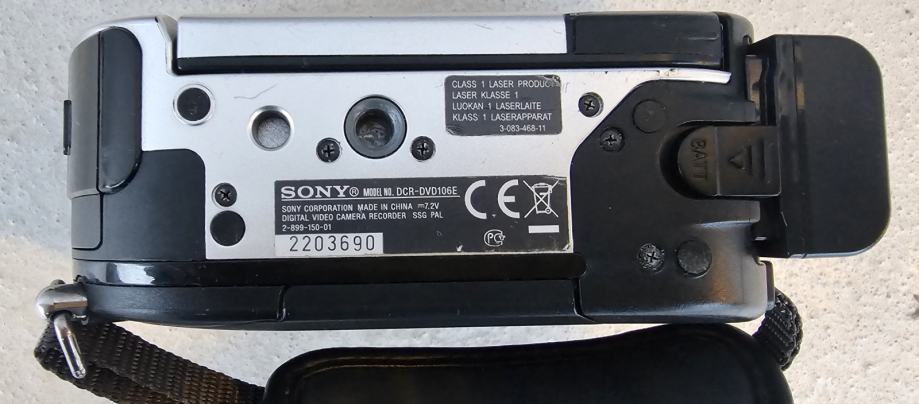 CLASS 1 LASER PRODUCT
LASER KLASSE 1
LUOKAN 1 LASERLAITE
KLASS 1 LASERAPPARAT
3-083-468-11
BATT
SONY® MODEL NO. DCR-DVD106E
SONY CORPORATION MADE IN CHINA ⎓7.2V
DIGITAL VIDEO CAMERA RECORDER SSG PAL
2-899-150-01
2203690
CE